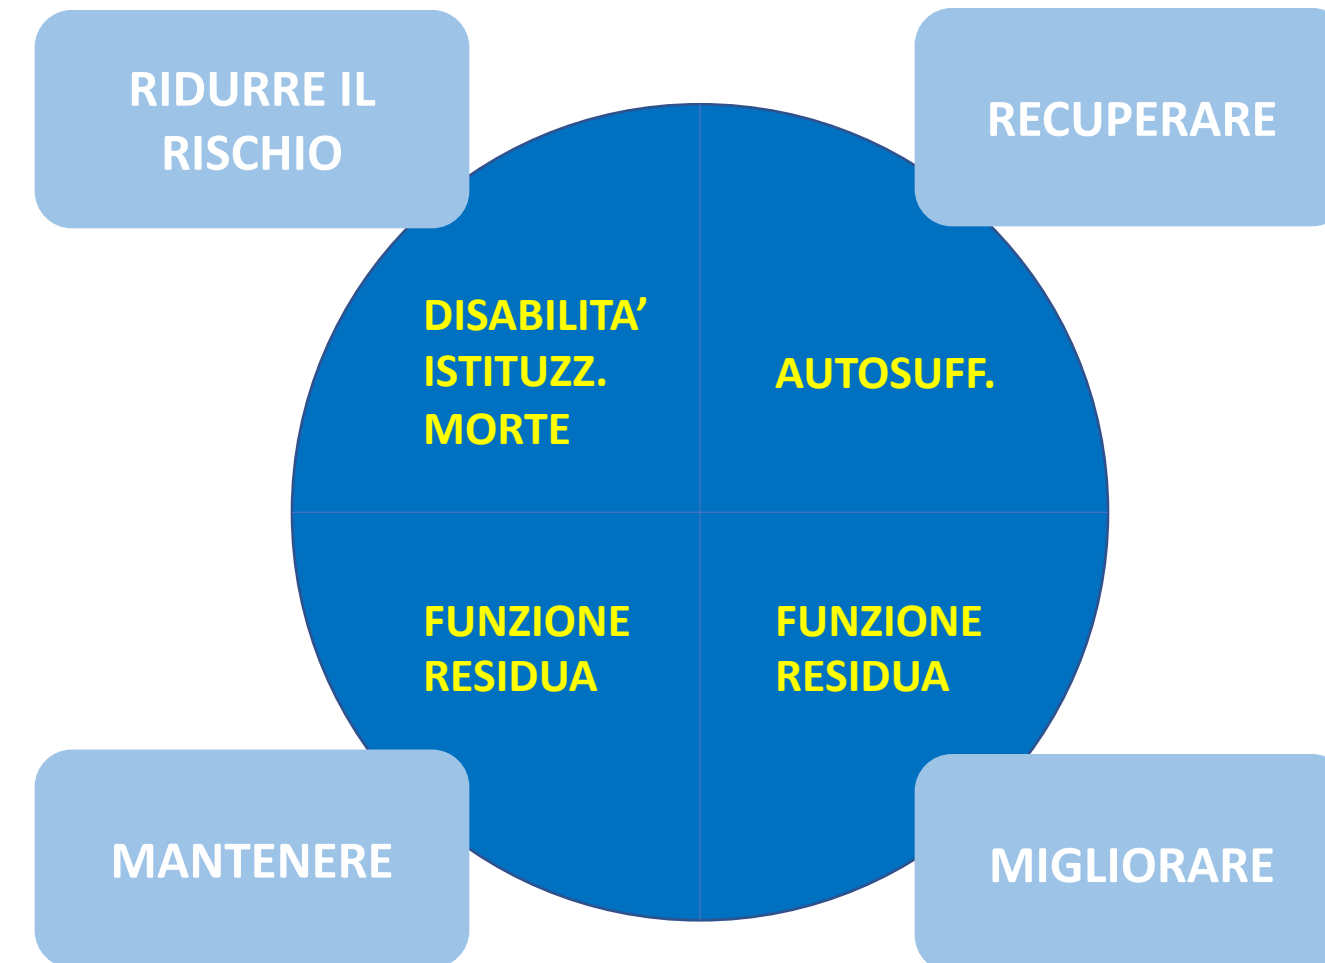 RIDURRE IL
RISCHIO
RECUPERARE
DISABILITA’
ISTITUZZ.
MORTE
AUTOSUFF.
FUNZIONE
RESIDUA
FUNZIONE
RESIDUA
MANTENERE
MIGLIORARE